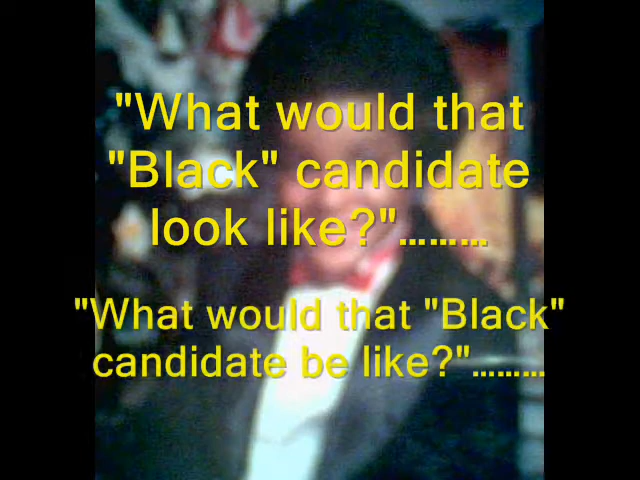 "What would that
"Black" candidate
look like?".........
"What would that "Black"
candidate be like?".........